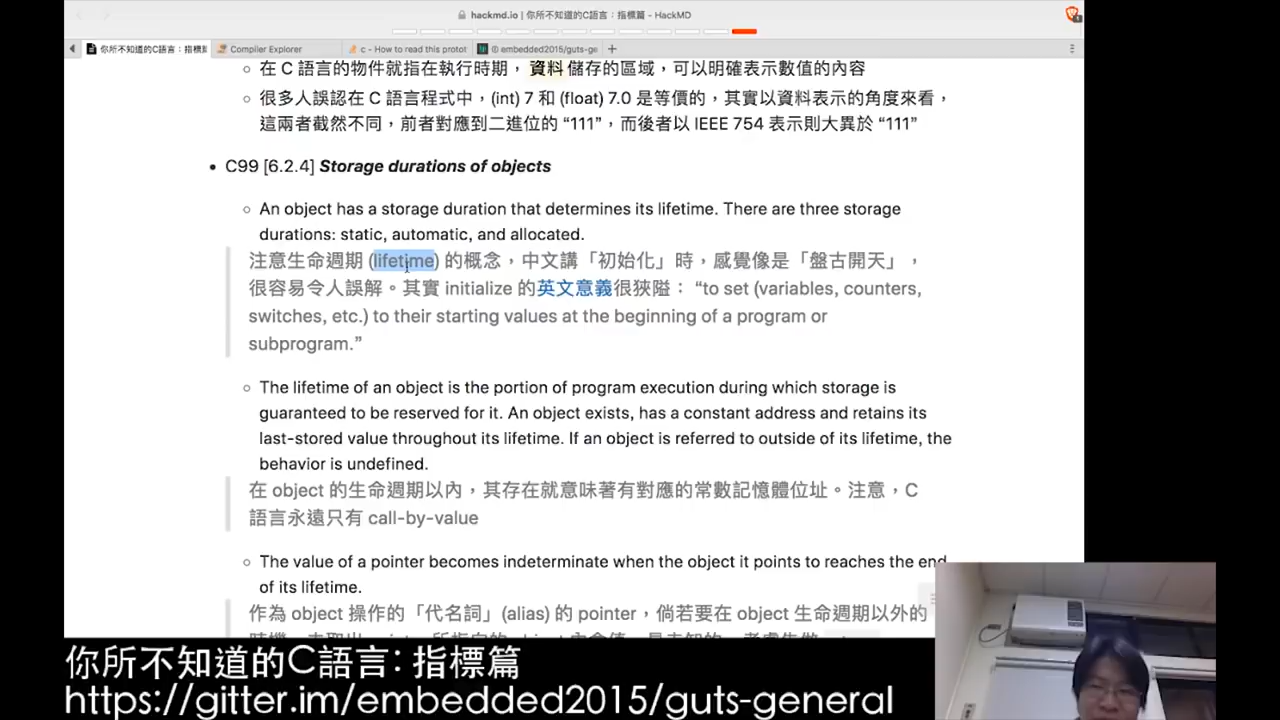 hackmd.io | 你所不知道的C語言：指標篇 - HackMD
你所不知道的C語言：指標
Compiler Explorer
c - How to read this protot
embedded2015/guts-ge
在 C 語言的物件就指在執行時期，資料儲存的區域，可以明確表示數值的內容
很多人誤認在 C 語言程式中，(int) 7 和 (float) 7.0 是等價的，其實以資料表示的角度來看，
這兩者截然不同，前者對應到二進位的 “111”，而後者以 IEEE 754 表示則大異於 “111”
C99 [6.2.4] Storage durations of objects
An object has a storage duration that determines its lifetime. There are three storage
durations: static, automatic, and allocated.
注意生命週期 (lifetime) 的概念，中文講「初始化」時，感覺像是「盤古開天」，
很容易令人誤解。其實 initialize 的英文意義很狹隘： “to set (variables, counters,
switches, etc.) to their starting values at the beginning of a program or
subprogram.”
The lifetime of an object is the portion of program execution during which storage is
guaranteed to be reserved for it. An object exists, has a constant address and retains its
last-stored value throughout its lifetime. If an object is referred to outside of its lifetime, the
behavior is undefined.
在 object 的生命週期以內，其存在就意味著有對應的常數記憶體位址。注意，C
語言永遠只有 call-by-value
The value of a pointer becomes indeterminate when the object it points to reaches the end
of its lifetime.
作為 object 操作的「代名詞」(alias) 的 pointer，倘若要在 object 生命週期以外的
你所不知道的C語言: 指標篇
https://gitter.im/embedded2015/guts-general